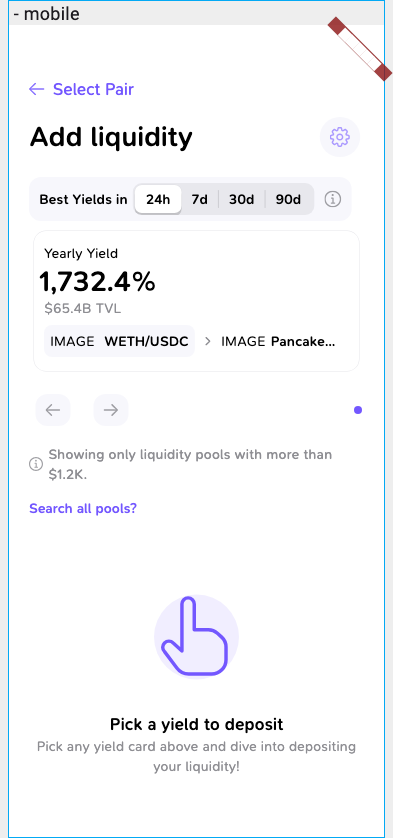 - mobile
Select Pair
Add liquidity
Best Yields in 24h 7d 30d 90d
Yearly Yield
1,732.4%
$65.4B TVL
IMAGE WETH/USDC > IMAGE Pancake...
Showing only liquidity pools with more than
$1.2K.
Search all pools?
Pick a yield to deposit
Pick any yield card above and dive into depositing
your liquidity!